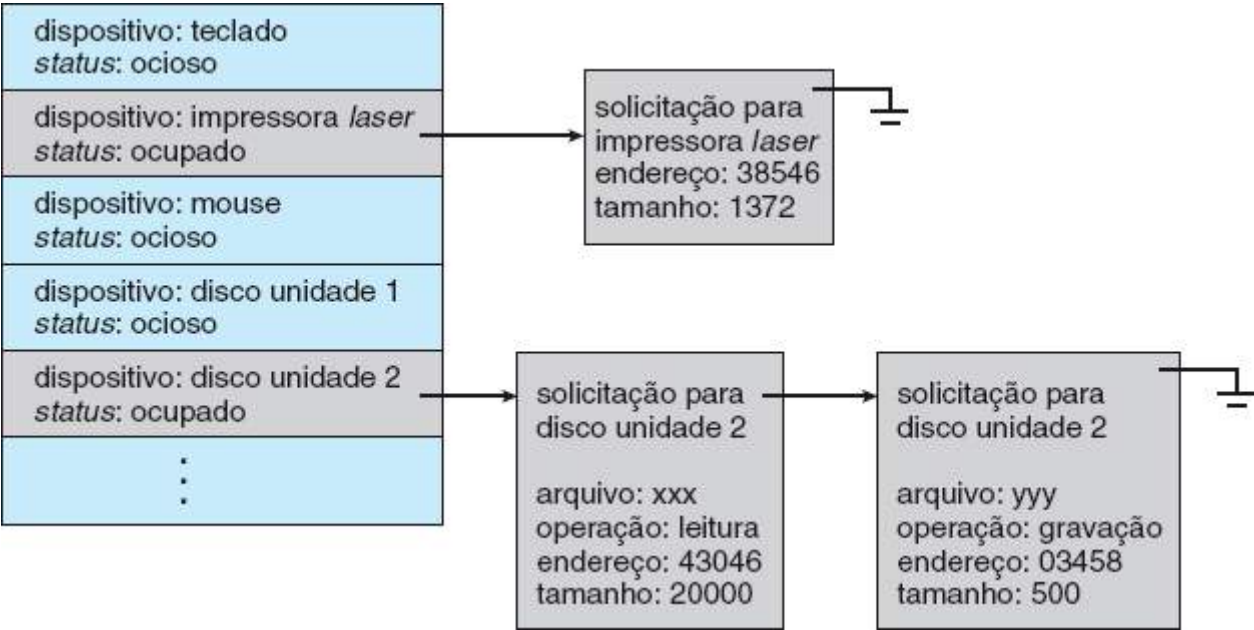 dispositivo: teclado
status: ocioso
dispositivo: impressora laser
status: ocupado
dispositivo: mouse
status: ocioso
dispositivo: disco unidade 1
status: ocioso
dispositivo: disco unidade 2
status: ocupado
solicitação para
impressora laser
endereço: 38546
tamanho: 1372
solicitação para
disco unidade 2
arquivo: xxx
operação: leitura
endereço: 43046
tamanho: 20000
solicitação para
disco unidade 2
arquivo: yyy
operação: gravação
endereço: 03458
tamanho: 500